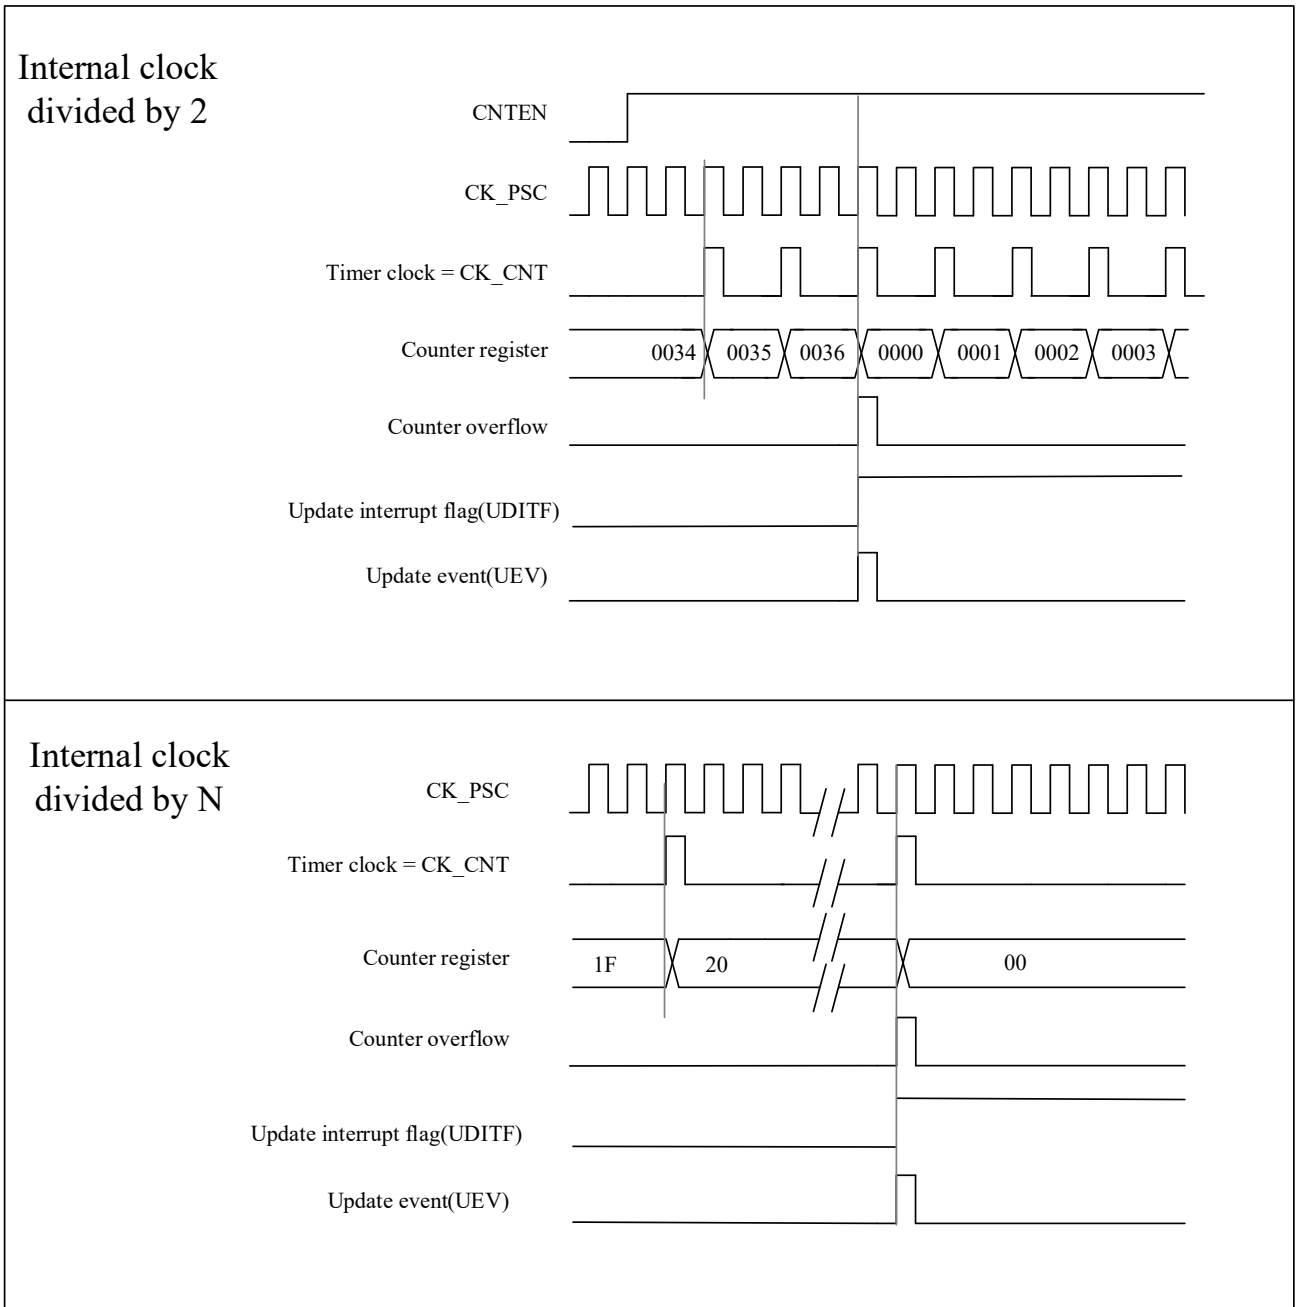 Internal clock
divided by 2
CNTEN
CK_PSC
Timer clock = CK_CNT
Counter register
0034 0035 0036 0000 0001 0002 0003
Counter overflow
Update interrupt flag(UDITF)
Update event(UEV)
Internal clock
divided by N
CK_PSC
Timer clock = CK_CNT
Counter register
1F 20 00
Counter overflow
Update interrupt flag(UDITF)
Update event(UEV)